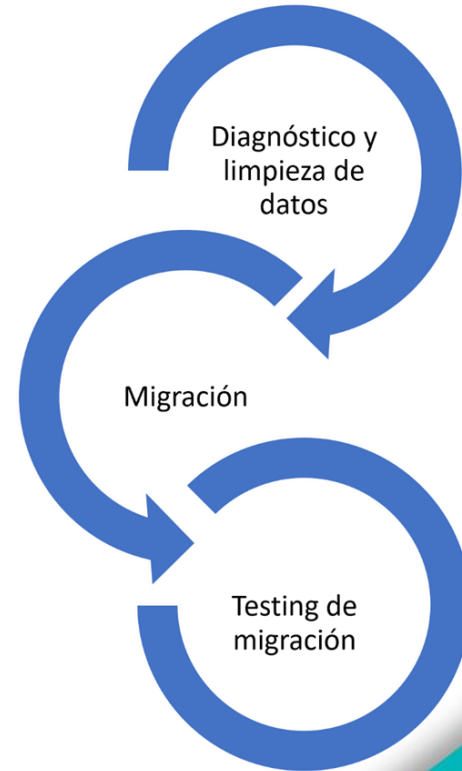 Diagnóstico y
limpieza de
datos
Migración
Testing de
migración